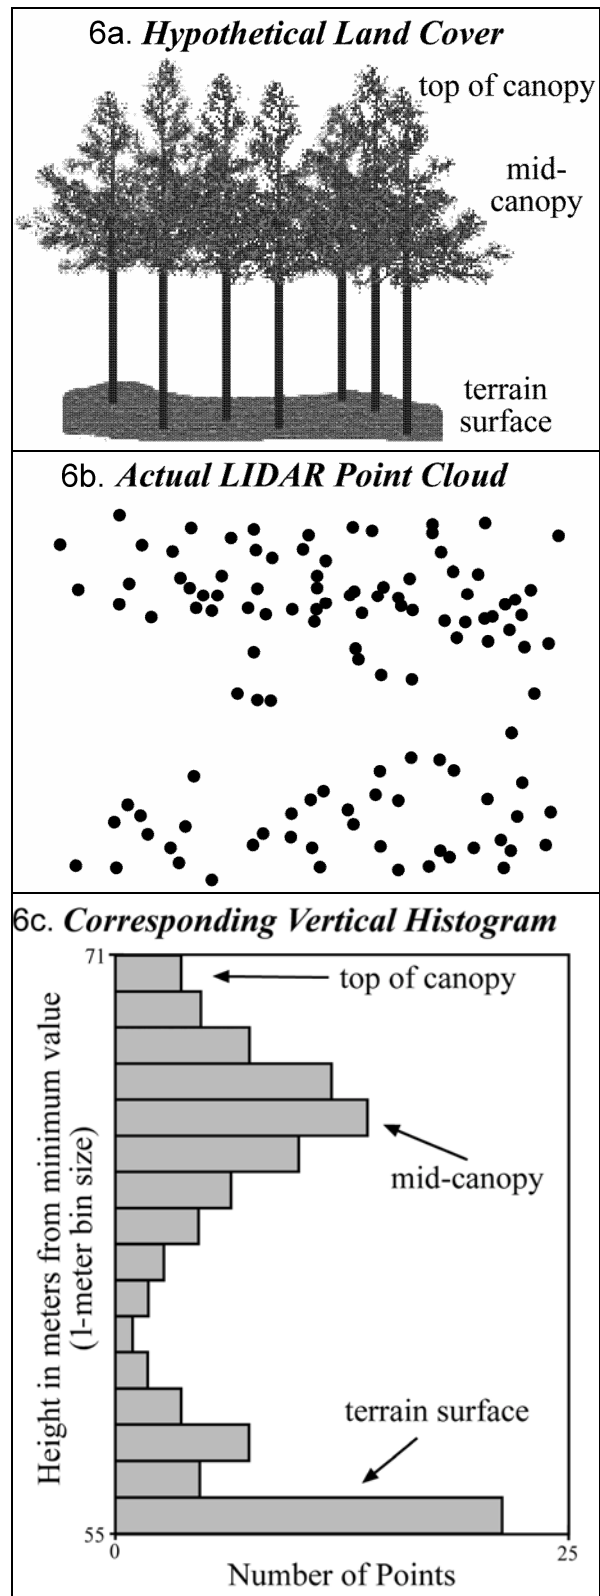 6a. Hypothetical Land Cover
top of canopy
mid-
canopy
terrain
surface
6b. Actual LIDAR Point Cloud
6c. Corresponding Vertical Histogram
71
top of canopy
Height in meters from minimum value
(1-meter bin size)
mid-canopy
terrain surface
55
0
25
Number of Points